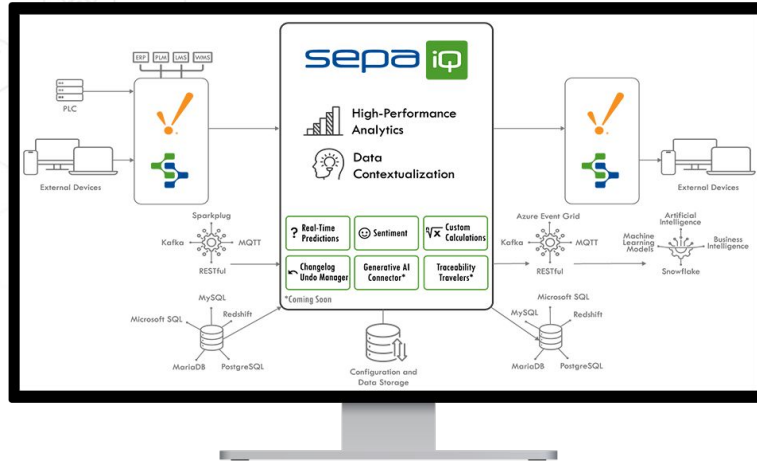 ERP PLM LMS WMS
PLC
External Devices
Sparkplug
Kafka
MQTT
RESTful
MySQL
Microsoft SQL
Redshift
MariaDB
PostgreSQL
sepa iQ
High-Performance
Analytics
Data
Contextualization
? Real-Time
Predictions
Sentiment
√x Custom
Calculations
Changelog
Undo Manager
Generative AI
Connector*
Traceability
Travelers*
*Coming Soon
Configuration and
Data Storage
External Devices
Azure Event Grid
Kafka
MQTT
RESTful
Artificial
Intelligence
Machine
Learning
Models
Business
Intelligence
Snowflake
Microsoft SQL
MySQL
Redshift
MariaDB
PostgreSQL